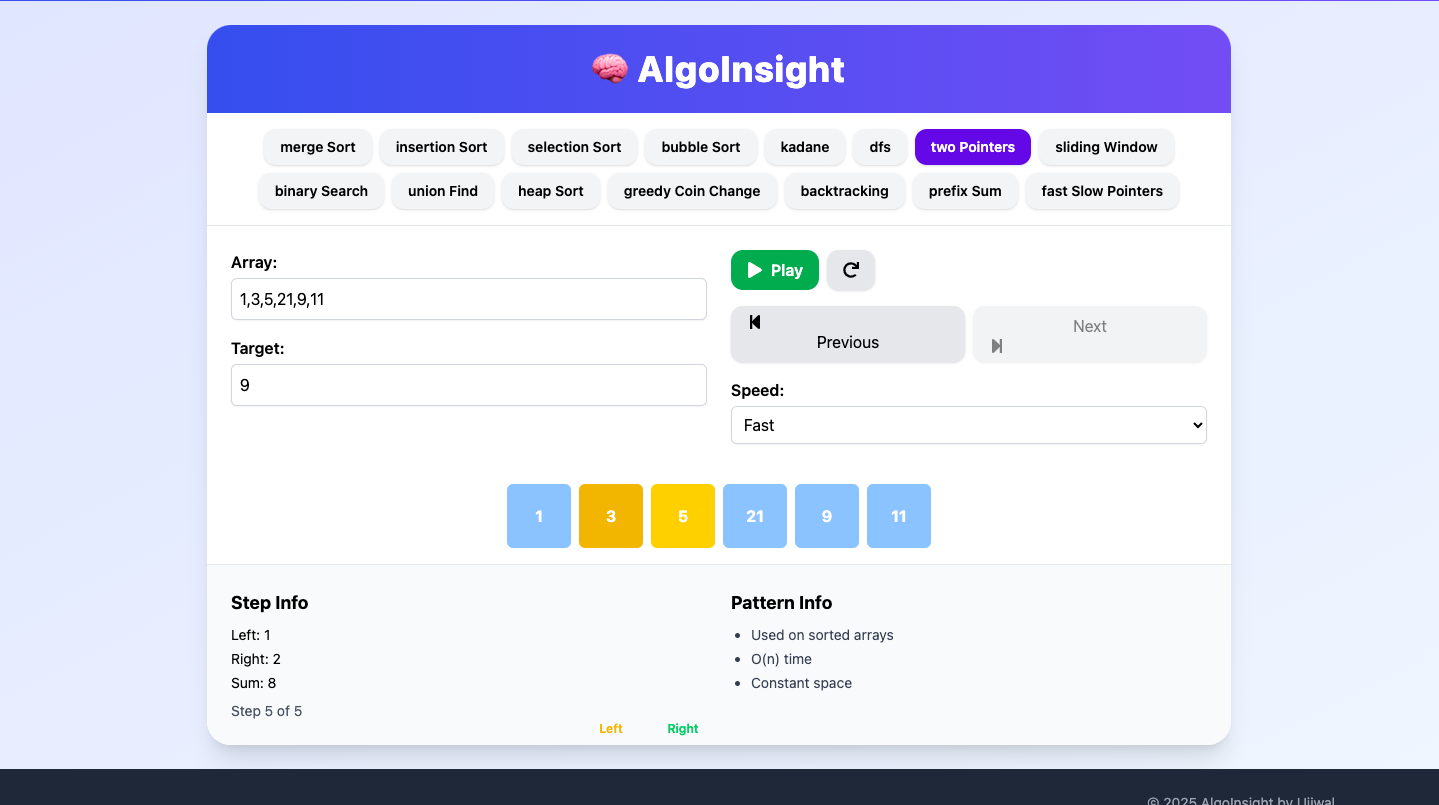 🧠 AlgoInsight
merge Sort insertion Sort selection Sort bubble Sort kadane dfs two Pointers sliding Window
binary Search union Find heap Sort greedy Coin Change backtracking prefix Sum fast Slow Pointers
Array:
1,3,5,21,9,11
Target:
9
Play
Previous
Next
Speed:
Fast
1 3 5 21 9 11
Step Info
Left: 1
Right: 2
Sum: 8
Step 5 of 5
Left Right
Pattern Info
• Used on sorted arrays
• O(n) time
• Constant space
© 2025 AlgoInsight by Ujjwal